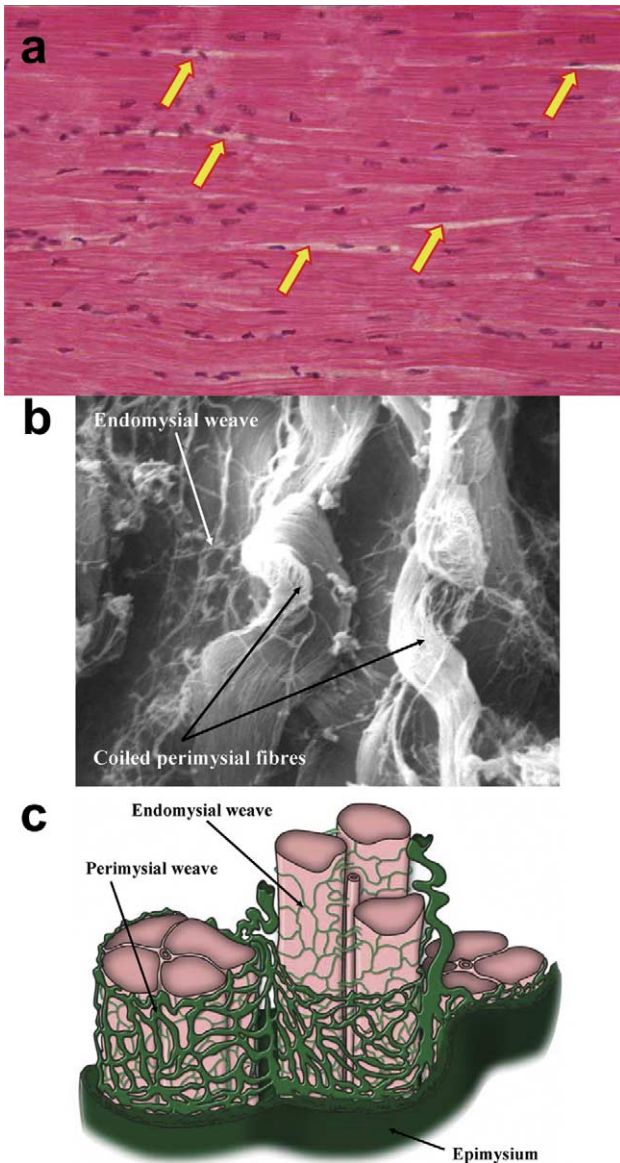 a
b
Endomysial weave
Coiled perimysial fibres
c
Endomysial weave
Perimysial weave
Epimysium